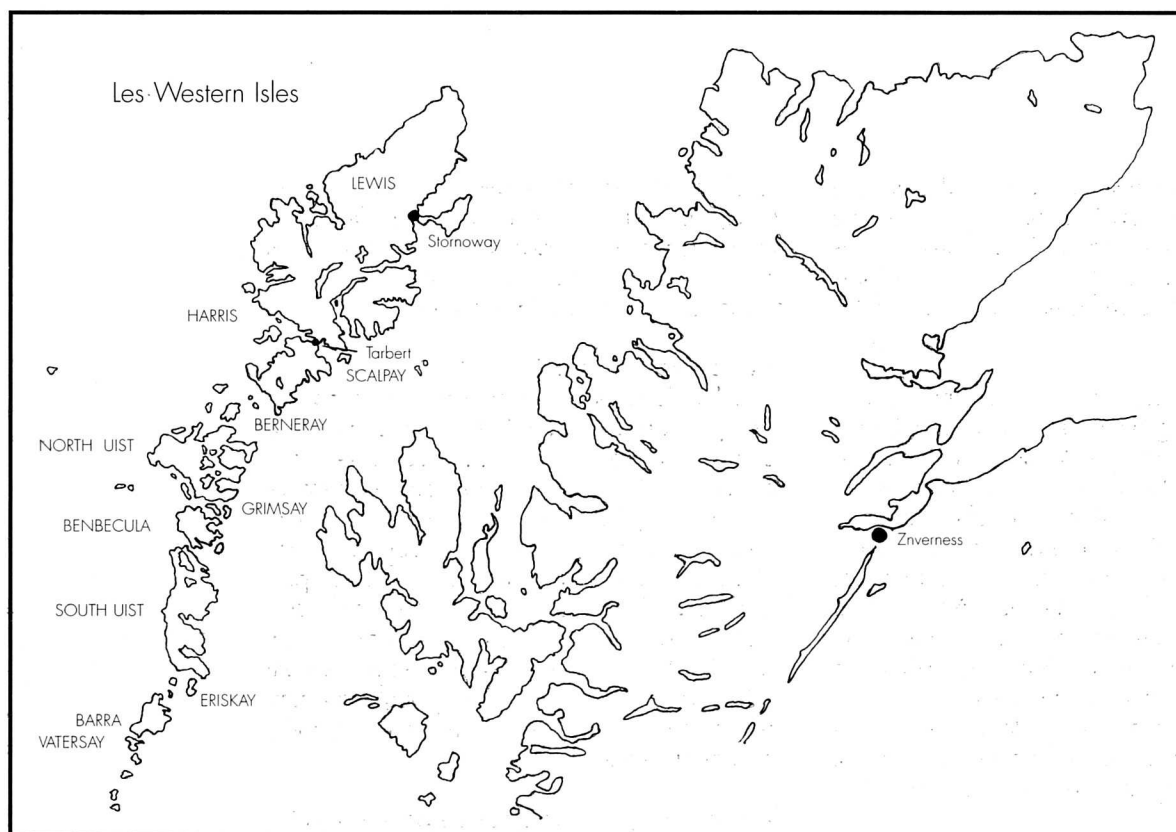 Les Western Isles
LEWIS
Stornoway
HARRIS
Tarbert
SCALPAY
BERNERAY
NORTH UIST
GRIMSAY
BENBECULA
Znverness
SOUTH UIST
ERISKAY
BARRA
VATERSAY